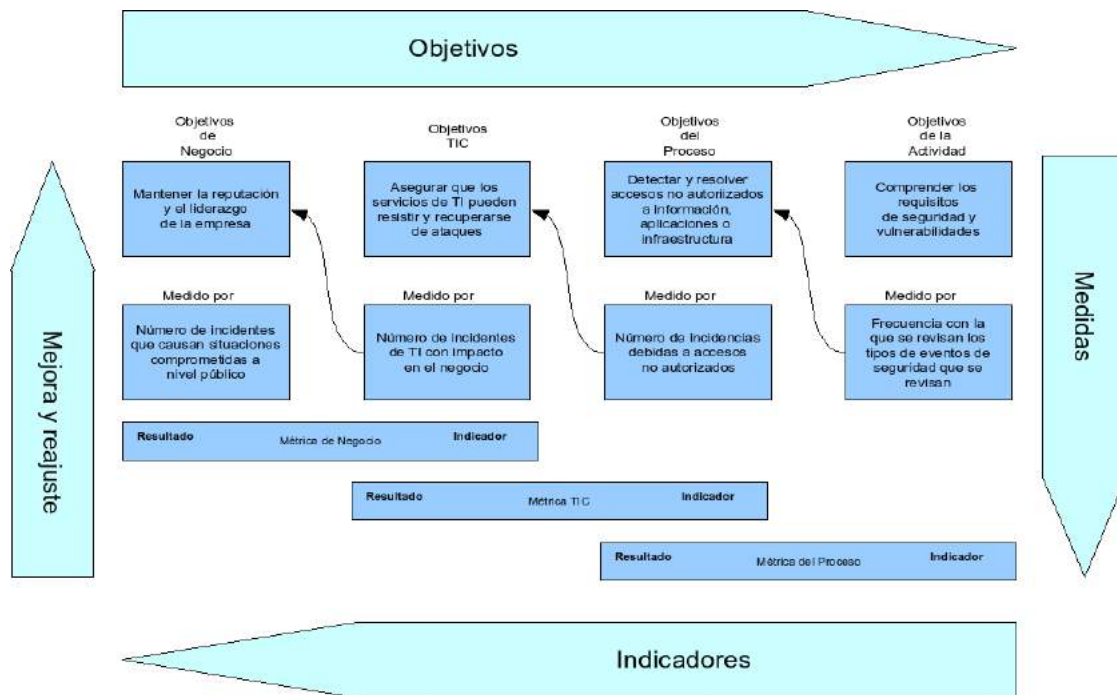 Objetivos
Objetivos
de
Negocio
Objetivos
TIC
Objetivos
del
Proceso
Objetivos
de la
Actividad
Mantener la reputación
y el liderazgo
de la empresa
Asegurar que los
servicios de TI pueden
resistir y recuperarse
de ataques
Detectar y resolver
accesos no autoriizados
a información,
aplicaciones o
infraestructura
Comprender los
requisitos
de seguridad y
vulnerabilidades
Medido por
Medido por
Medido por
Medido por
Número de incidentes
que causan situaciones
comprometidas a
nivel público
Número de incidentes
de TI con impacto
en el negocio
Número de incidencias
debidas a accesos
no autorizados
Frecuencia con la
que se revisan los
tipos de eventos de
seguridad que se
revisan
Mejora y reajuste
Medidas
Resultado Métrica de Negocio Indicador
Resultado Métrica TIC Indicador
Resultado Métrica del Proceso Indicador
Indicadores